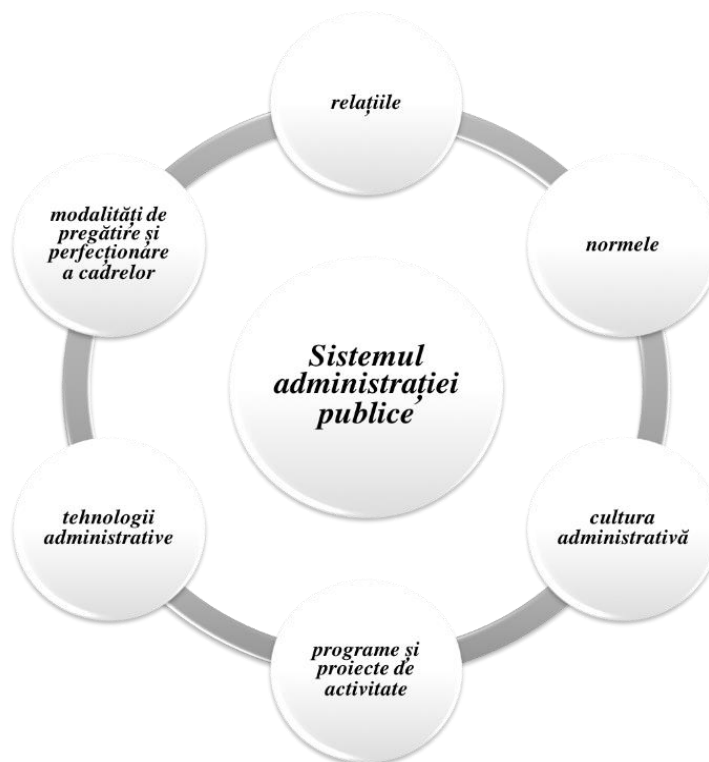 relațiile
modalități de
pregătire și
perfecționare
a cadrelor
normele
Sistemul
administrației
publice
tehnologii
administrative
cultura
administrativă
programe și
proiecte de
activitate